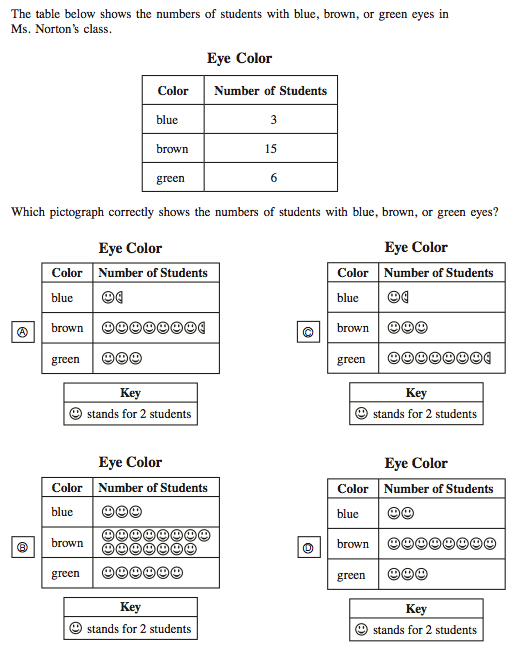 The table below shows the numbers of students with blue, brown, or green eyes in
Ms. Norton's class.
Eye Color
Color Number of Students
blue 3
brown 15
green 6
Which pictograph correctly shows the numbers of students with blue, brown, or green eyes?
Eye Color
Color Number of Students
blue
A brown
green
Key
stands for 2 students
Eye Color
Color Number of Students
blue
C brown
green
Key
stands for 2 students
Eye Color
Color Number of Students
blue
B brown
green
Key
stands for 2 students
Eye Color
Color Number of Students
blue
D brown
green
Key
stands for 2 students